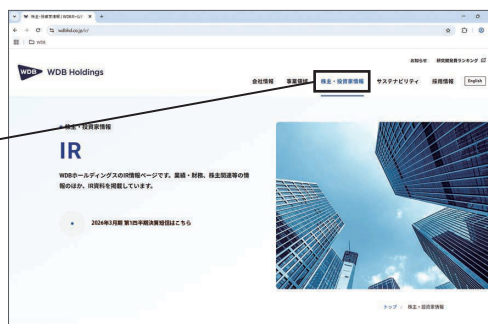 株主・投資家情報 | WDBホールデ
wdbhd.co.jp/ir/
WDB
お知らせ 研究開発費ランキング
WDB WDB Holdings
会社情報 事業領域 株主・投資家情報 サステナビリティ 採用情報 English
株主・投資家情報
IR
WDBホールディングスのIR情報ページです。業績・財務、株主関連等の情
報のほか、IR資料を掲載しています。
2026年3月期 第1四半期決算短信はこちら
トップ 株主・投資家情報